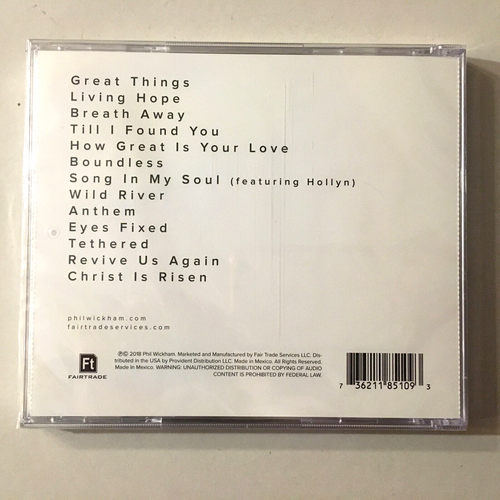 Great Things
Living Hope
Breath Away
Till I Found You
How Great Is Your Love
Boundless
Song In My Soul (featuring Hollyn)
Wild River
Anthem
Eyes Fixed
Tethered
Revive Us Again
Christ Is Risen
philwickham.com
fairtradeservices.com
Ft
FAIRTRADE
℗© 2018 Phil Wickham. Marketed and Manufactured by Fair Trade Services LLC. Dis-
tributed in the USA by Provident Distribution LLC. Made in Mexico. All Rights Reserved.
Made in Mexico. WARNING: UNAUTHORIZED DISTRIBUTION OR COPYING OF AUDIO
CONTENT IS PROHIBITED BY FEDERAL LAW.
7 36211 85109 3